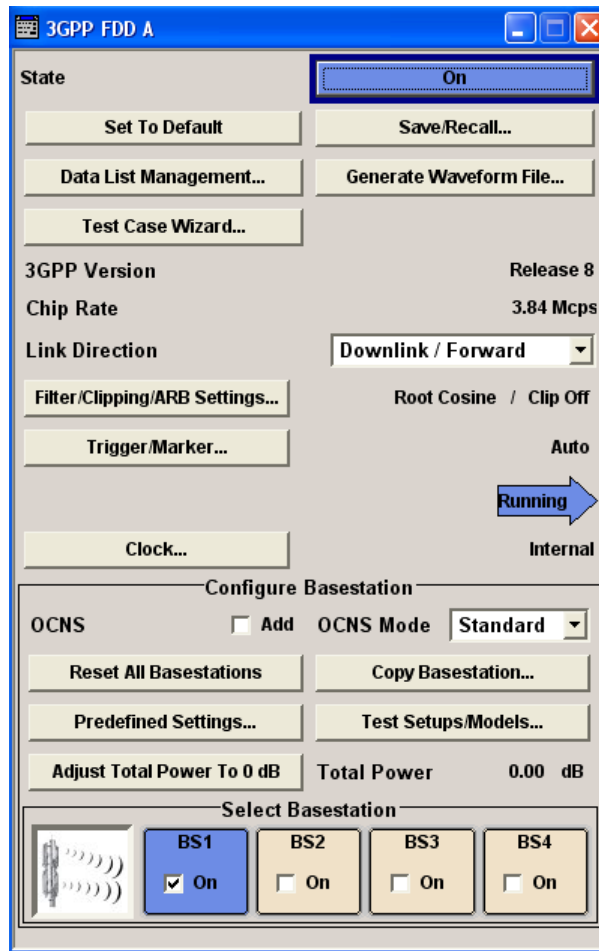 3GPP FDD A
State On
Set To Default Save/Recall...
Data List Management... Generate Waveform File...
Test Case Wizard...
3GPP Version Release 8
Chip Rate 3.84 Mcps
Link Direction Downlink / Forward
Filter/Clipping/ARB Settings... Root Cosine / Clip Off
Trigger/Marker... Auto
Running
Clock... Internal
Configure Basestation
OCNS Add OCNS Mode Standard
Reset All Basestations Copy Basestation...
Predefined Settings... Test Setups/Models...
Adjust Total Power To 0 dB Total Power 0.00 dB
Select Basestation
BS1 BS2 BS3 BS4
On On On On